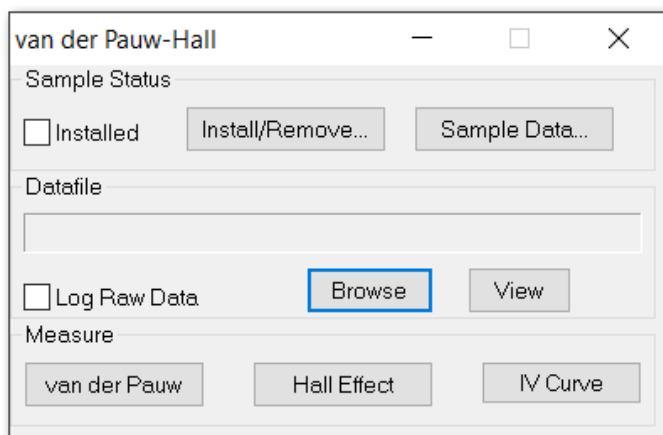 van der Pauw-Hall
Sample Status
Installed
Install/Remove...
Sample Data...
Datafile
Log Raw Data
Browse
View
Measure
van der Pauw
Hall Effect
IV Curve